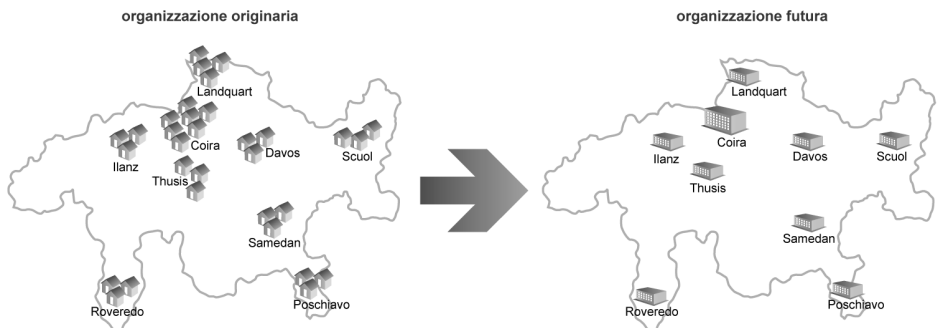 organizzazione originaria
Landquart
Coira
Ilanz
Davos
Scuol
Thusis
Samedan
Roveredo
Poschiavo
organizzazione futura
Landquart
Coira
Ilanz
Davos
Scuol
Thusis
Samedan
Roveredo
Poschiavo